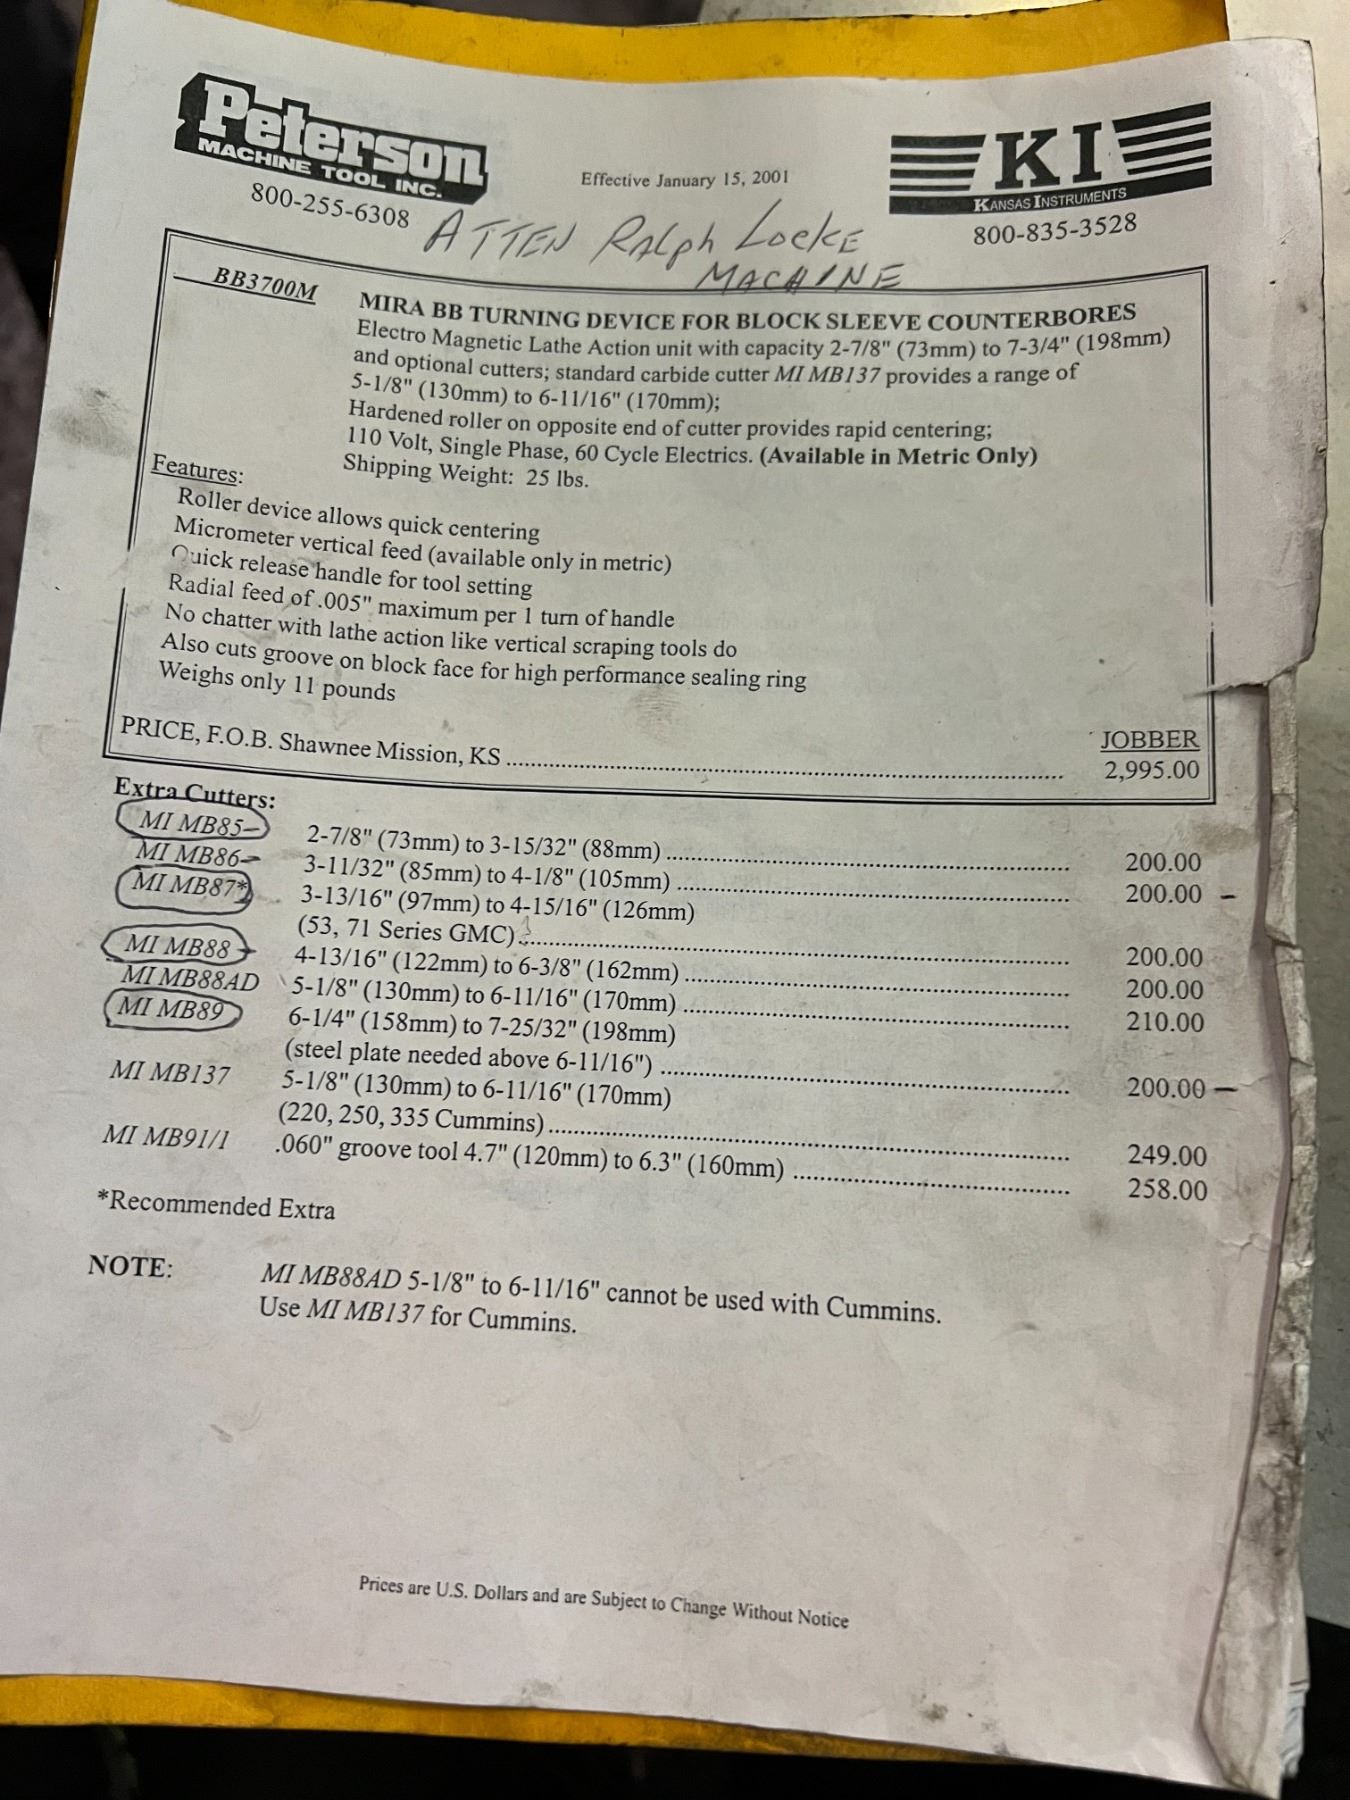 Peterson
MACHINE TOOL INC.
800-255-6308
Effective January 15, 2001
KI
KANSAS INSTRUMENTS
800-835-3528
ATTEN Ralph Locke
MACHINE
BB3700M
MIRA BB TURNING DEVICE FOR BLOCK SLEEVE COUNTERBORES
Electro Magnetic Lathe Action unit with capacity 2-7/8" (73mm) to 7-3/4" (198mm)
and optional cutters; standard carbide cutter MI MB137 provides a range of
5-1/8" (130mm) to 6-11/16" (170mm);
Hardened roller on opposite end of cutter provides rapid centering;
110 Volt, Single Phase, 60 Cycle Electrics. (Available in Metric Only)
Shipping Weight: 25 lbs.
Features:
Roller device allows quick centering
Micrometer vertical feed (available only in metric)
Quick release handle for tool setting
Radial feed of .005" maximum per 1 turn of handle
No chatter with lathe action like vertical scraping tools do
Also cuts groove on block face for high performance sealing ring
Weighs only 11 pounds
JOBBER
PRICE, F.O.B. Shawnee Mission, KS ........ 2,995.00
Extra Cutters:
MI MB85 2-7/8" (73mm) to 3-15/32" (88mm) ........ 200.00
MI MB86 3-11/32" (85mm) to 4-1/8" (105mm) ........ 200.00 –
MI MB87* 3-13/16" (97mm) to 4-15/16" (126mm)
(53, 71 Series GMC) ........ 200.00
MI MB88 4-13/16" (122mm) to 6-3/8" (162mm) ........ 200.00
MI MB88AD 5-1/8" (130mm) to 6-11/16" (170mm) ........ 210.00
MI MB89 6-1/4" (158mm) to 7-25/32" (198mm)
(steel plate needed above 6-11/16") ........ 200.00 –
MI MB137 5-1/8" (130mm) to 6-11/16" (170mm)
(220, 250, 335 Cummins) ........ 249.00
MI MB91/1 .060" groove tool 4.7" (120mm) to 6.3" (160mm) ........ 258.00
*Recommended Extra
NOTE: MI MB88AD 5-1/8" to 6-11/16" cannot be used with Cummins.
Use MI MB137 for Cummins.
Prices are U.S. Dollars and are Subject to Change Without Notice